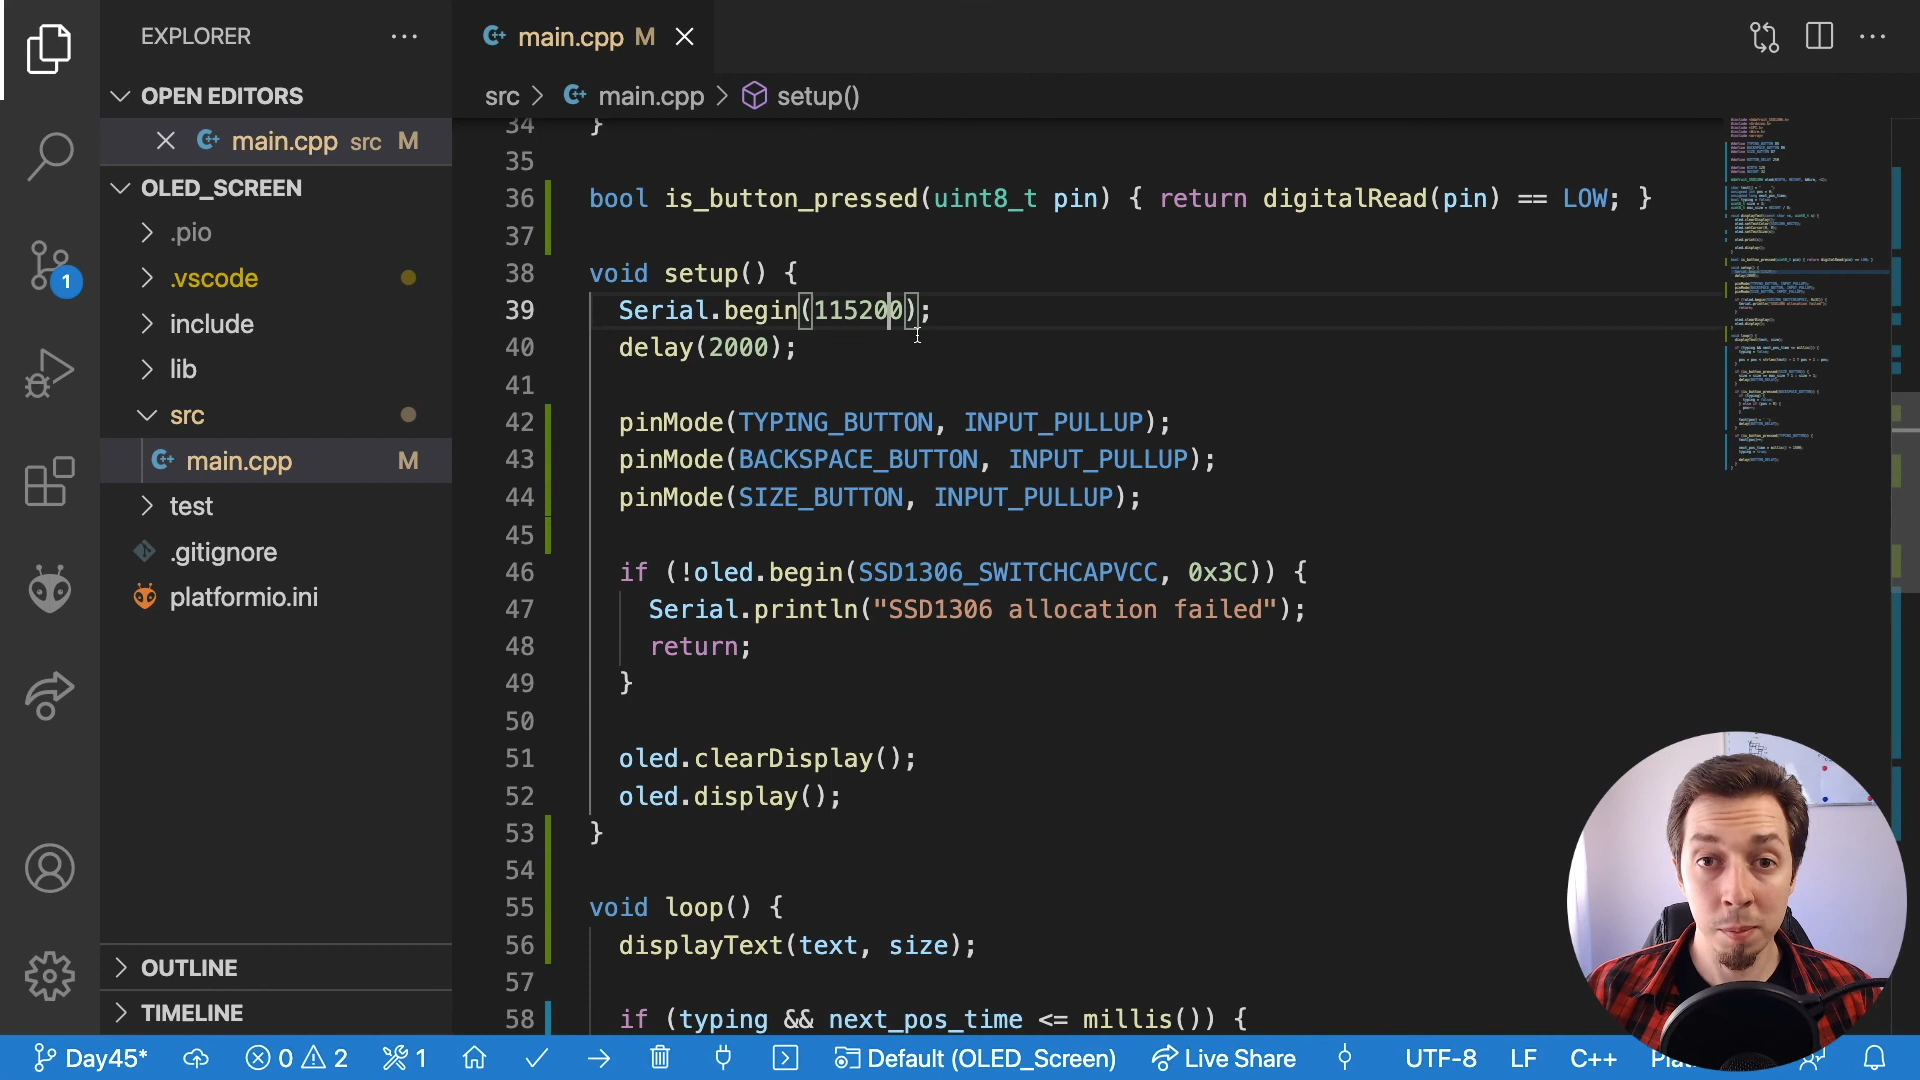 EXPLORER
OPEN EDITORS
main.cpp src M
OLED_SCREEN
.pio
.vscode
include
lib
src
main.cpp M
test
.gitignore
platformio.ini
OUTLINE
TIMELINE
1
main.cpp M
src > main.cpp > setup()
34 }
35
36 bool is_button_pressed(uint8_t pin) { return digitalRead(pin) == LOW; }
37
38 void setup() {
39 Serial.begin(115200);
40 delay(2000);
41
42 pinMode(TYPING_BUTTON, INPUT_PULLUP);
43 pinMode(BACKSPACE_BUTTON, INPUT_PULLUP);
44 pinMode(SIZE_BUTTON, INPUT_PULLUP);
45
46 if (!oled.begin(SSD1306_SWITCHCAPVCC, 0x3C)) {
47 Serial.println("SSD1306 allocation failed");
48 return;
49 }
50
51 oled.clearDisplay();
52 oled.display();
53 }
54
55 void loop() {
56 displayText(text, size);
57
58 if (typing && next_pos_time <= millis()) {
Day45* 0 2 1 Default (OLED_Screen) Live Share UTF-8 LF C++